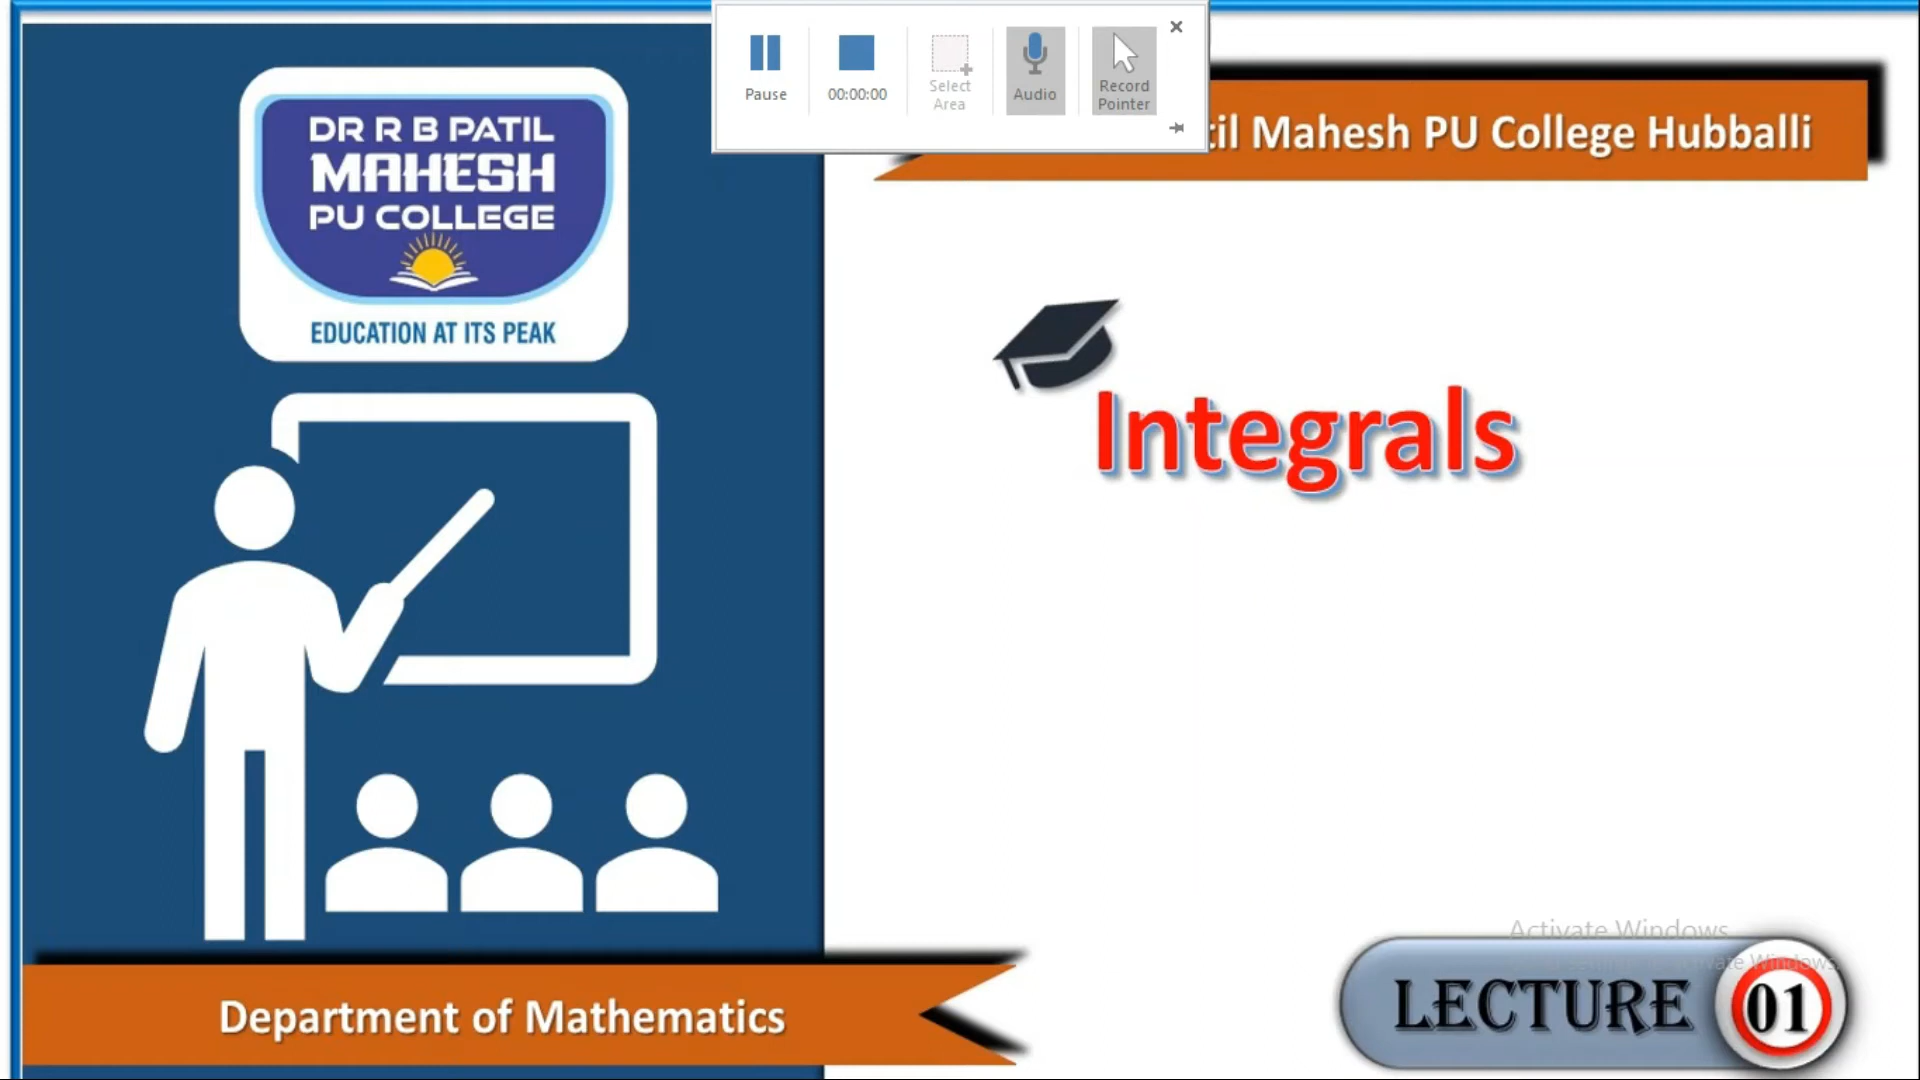 Pause
00:00:00
Select
Area
Audio
Record
Pointer
DR R B PATIL
MAHESH
PU COLLEGE
EDUCATION AT ITS PEAK
Mahesh PU College Hubballi
Integrals
Activate Windows
Windows.
LECTURE 01
Department of Mathematics